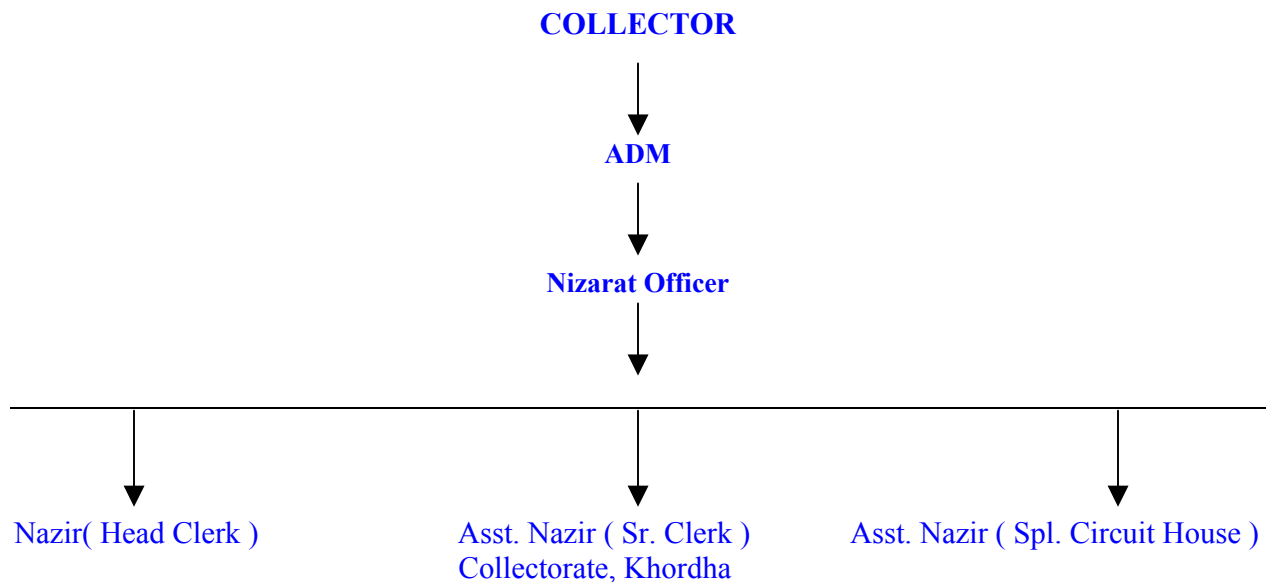 COLLECTOR
ADM
Nizarat Officer
Nazir( Head Clerk )
Asst. Nazir ( Sr. Clerk )
Collectorate, Khordha
Asst. Nazir ( Spl. Circuit House )